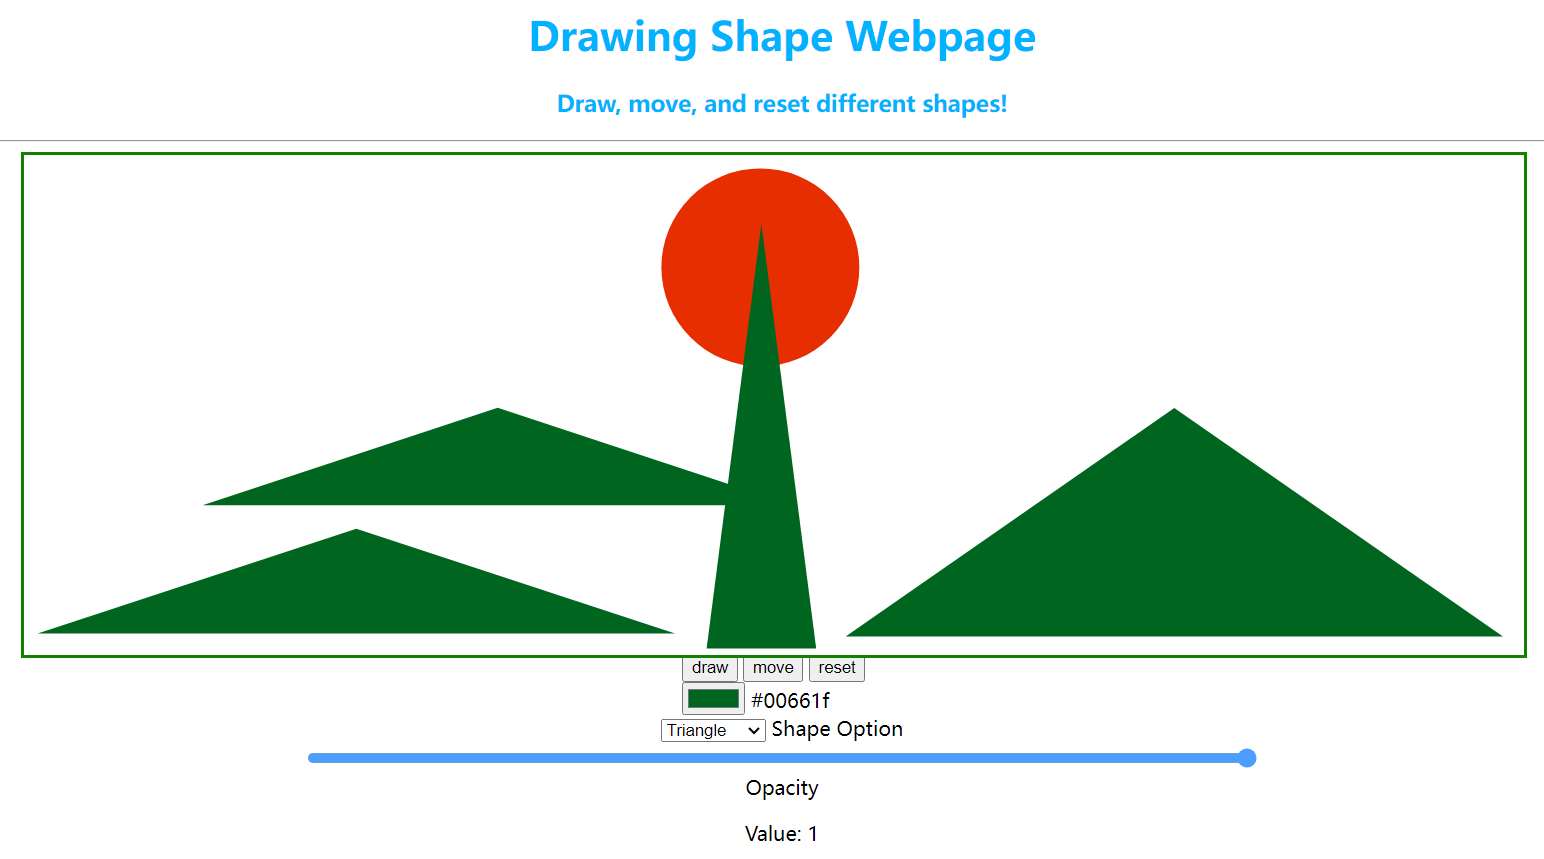 Drawing Shape Webpage
Draw, move, and reset different shapes!
draw move reset
#00661f
Triangle Shape Option
Opacity
Value: 1